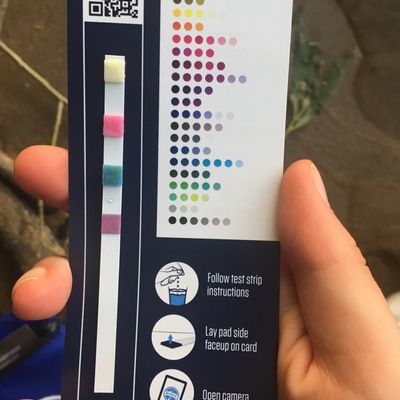 Follow test strip
instructions
Lay pad side
faceup on card
Open camera